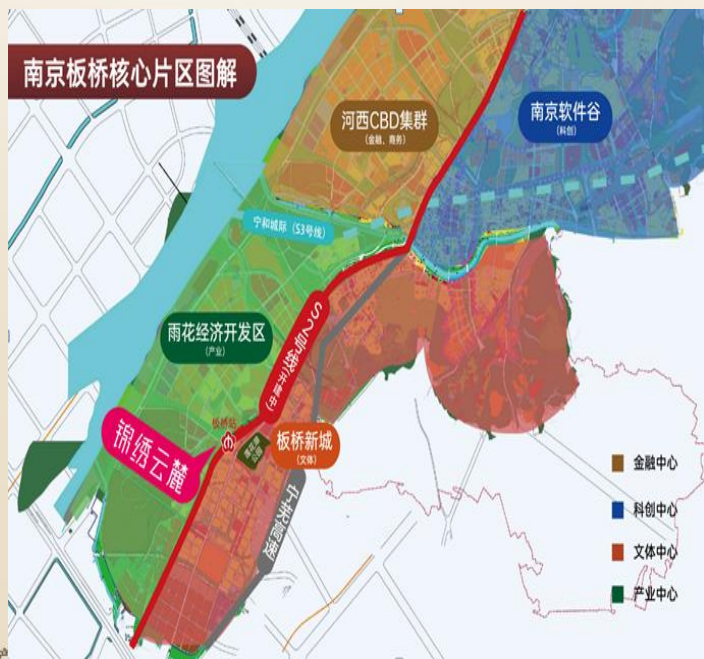 南京板桥核心片区图解
河西CBD集群
(金融、商务)
南京软件谷
(科创)
宁和城际(S3号线)
雨花经济开发区
(产业)
S2号线(在建中)
板桥站
锦绣云麓
板桥新城
(文体)
公园
宁芜高速
金融中心
科创中心
文体中心
产业中心